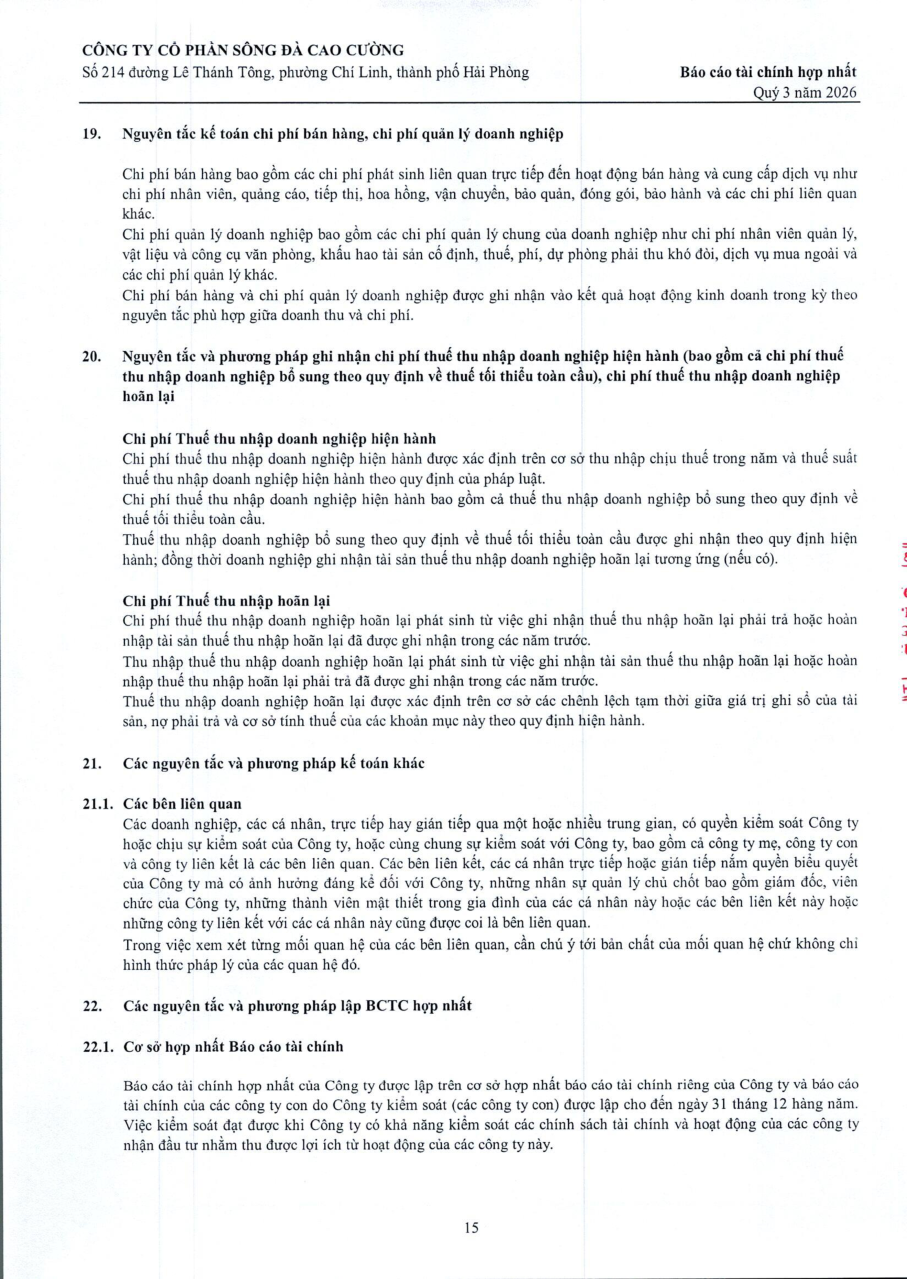 CÔNG TY CỔ PHẦN SÔNG ĐÀ CAO CƯỜNG
Số 214 đường Lê Thánh Tông, phường Chí Linh, thành phố Hải Phòng
Báo cáo tài chính hợp nhất
Quý 3 năm 2026
19. Nguyên tắc kế toán chi phí bán hàng, chi phí quản lý doanh nghiệp
Chi phí bán hàng bao gồm các chi phí phát sinh liên quan trực tiếp đến hoạt động bán hàng và cung cấp dịch vụ như
chi phí nhân viên, quảng cáo, tiếp thị, hoa hồng, vận chuyển, bảo quản, đóng gói, bảo hành và các chi phí liên quan
khác.
Chi phí quản lý doanh nghiệp bao gồm các chi phí quản lý chung của doanh nghiệp như chi phí nhân viên quản lý,
vật liệu và công cụ văn phòng, khấu hao tài sản cố định, thuế, phí, dự phòng phải thu khó đòi, dịch vụ mua ngoài và
các chi phí quản lý khác.
Chi phí bán hàng và chi phí quản lý doanh nghiệp được ghi nhận vào kết quả hoạt động kinh doanh trong kỳ theo
nguyên tắc phù hợp giữa doanh thu và chi phí.
20. Nguyên tắc và phương pháp ghi nhận chi phí thuế thu nhập doanh nghiệp hiện hành (bao gồm cả chi phí thuế
thu nhập doanh nghiệp bổ sung theo quy định về thuế tối thiểu toàn cầu), chi phí thuế thu nhập doanh nghiệp
hoãn lại
Chi phí Thuế thu nhập doanh nghiệp hiện hành
Chi phí thuế thu nhập doanh nghiệp hiện hành được xác định trên cơ sở thu nhập chịu thuế trong năm và thuế suất
thuế thu nhập doanh nghiệp hiện hành theo quy định của pháp luật.
Chi phí thuế thu nhập doanh nghiệp hiện hành bao gồm cả thuế thu nhập doanh nghiệp bổ sung theo quy định về
thuế tối thiểu toàn cầu.
Thuế thu nhập doanh nghiệp bổ sung theo quy định về thuế tối thiểu toàn cầu được ghi nhận theo quy định hiện
hành; đồng thời doanh nghiệp ghi nhận tài sản thuế thu nhập doanh nghiệp hoãn lại tương ứng (nếu có).
Chi phí Thuế thu nhập hoãn lại
Chi phí thuế thu nhập doanh nghiệp hoãn lại phát sinh từ việc ghi nhận thuế thu nhập hoãn lại phải trả hoặc hoàn
nhập tài sản thuế thu nhập hoãn lại đã được ghi nhận trong các năm trước.
Thu nhập thuế thu nhập doanh nghiệp hoãn lại phát sinh từ việc ghi nhận tài sản thuế thu nhập hoãn lại hoặc hoàn
nhập thuế thu nhập hoãn lại phải trả đã được ghi nhận trong các năm trước.
Thuế thu nhập doanh nghiệp hoãn lại được xác định trên cơ sở các chênh lệch tạm thời giữa giá trị ghi sổ của tài
sản, nợ phải trả và cơ sở tính thuế của các khoản mục này theo quy định hiện hành.
21. Các nguyên tắc và phương pháp kế toán khác
21.1. Các bên liên quan
Các doanh nghiệp, các cá nhân, trực tiếp hay gián tiếp qua một hoặc nhiều trung gian, có quyền kiểm soát Công ty
hoặc chịu sự kiểm soát của Công ty, hoặc cùng chung sự kiểm soát với Công ty, bao gồm cả công ty mẹ, công ty con
và công ty liên kết là các bên liên quan. Các bên liên kết, các cá nhân trực tiếp hoặc gián tiếp nắm quyền biểu quyết
của Công ty mà có ảnh hưởng đáng kể đối với Công ty, những nhân sự quản lý chủ chốt bao gồm giám đốc, viên
chức của Công ty, những thành viên mật thiết trong gia đình của các cá nhân này hoặc các bên liên kết này hoặc
những công ty liên kết với các cá nhân này cũng được coi là bên liên quan.
Trong việc xem xét từng mối quan hệ của các bên liên quan, cần chú ý tới bản chất của mối quan hệ chứ không chỉ
hình thức pháp lý của các quan hệ đó.
22. Các nguyên tắc và phương pháp lập BCTC hợp nhất
22.1. Cơ sở hợp nhất Báo cáo tài chính
Báo cáo tài chính hợp nhất của Công ty được lập trên cơ sở hợp nhất báo cáo tài chính riêng của Công ty và báo cáo
tài chính của các công ty con do Công ty kiểm soát (các công ty con) được lập cho đến ngày 31 tháng 12 hàng năm.
Việc kiểm soát đạt được khi Công ty có khả năng kiểm soát các chính sách tài chính và hoạt động của các công ty
nhận đầu tư nhằm thu được lợi ích từ hoạt động của các công ty này.
15